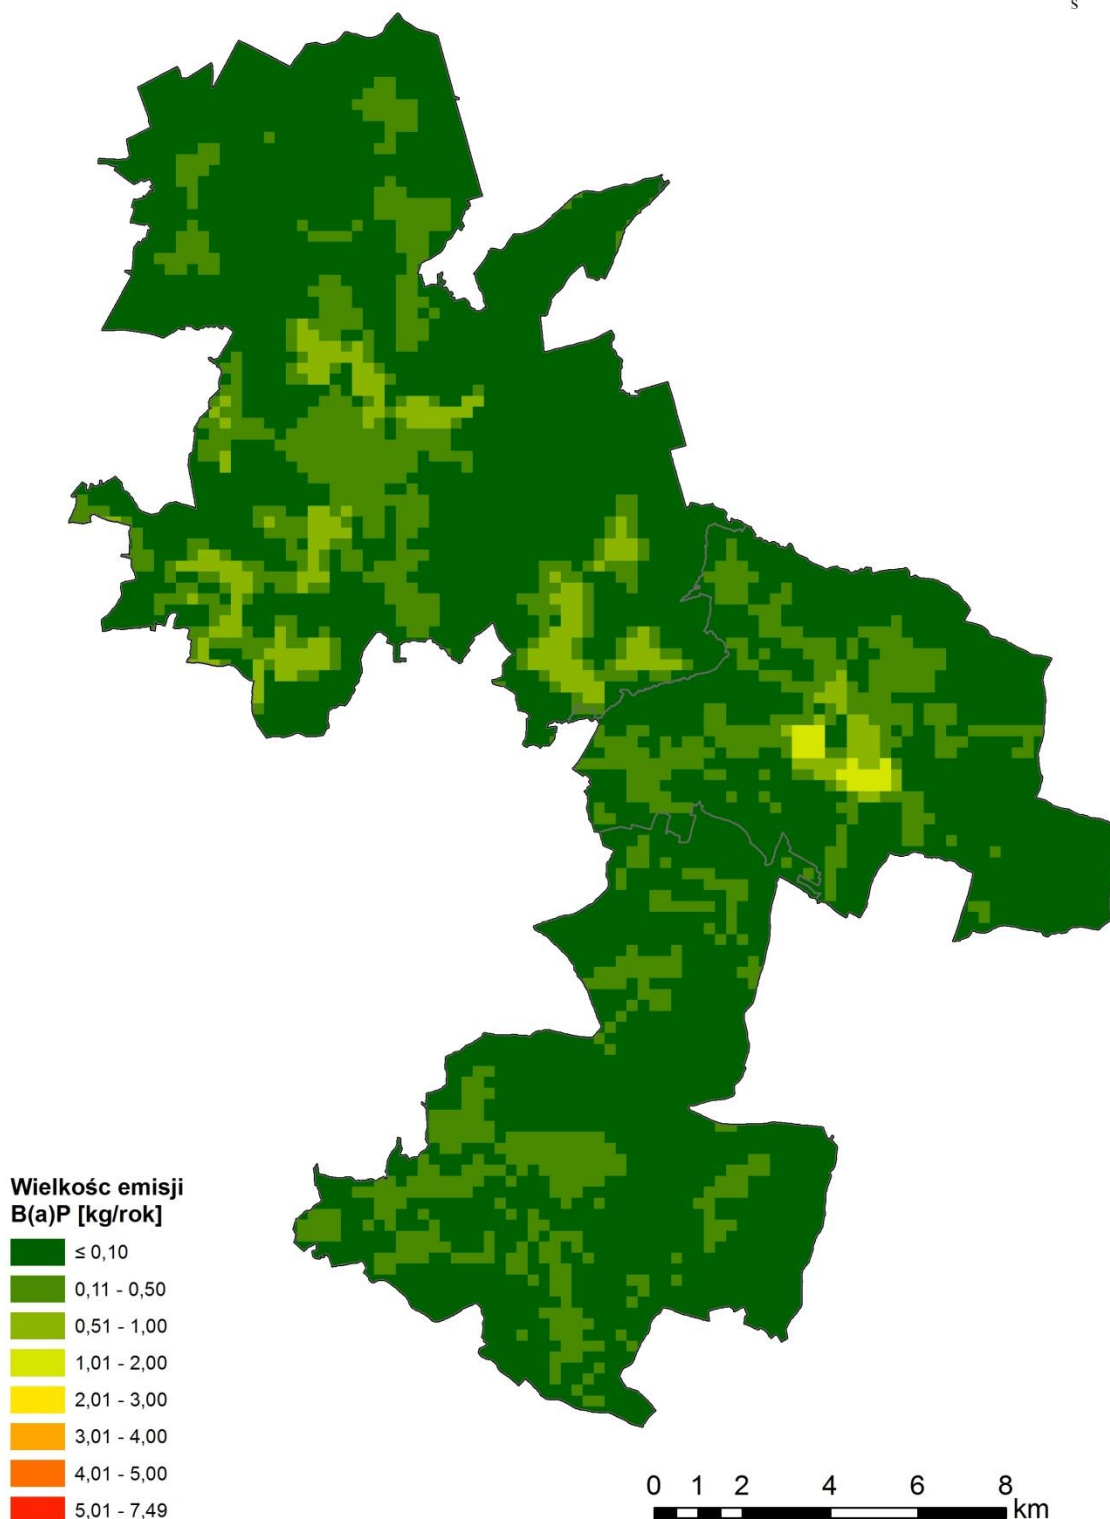 s
Wielkośc emisji
B(a)P [kg/rok]
≤ 0,10
0,11 - 0,50
0,51 - 1,00
1,01 - 2,00
2,01 - 3,00
3,01 - 4,00
4,01 - 5,00
5,01 - 7,49
0 1 2 4 6 8 km